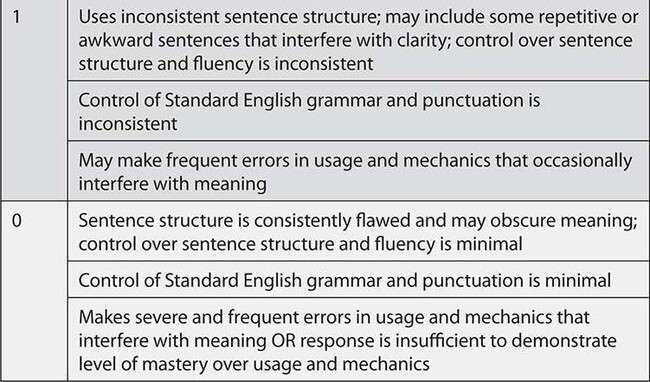 1
Uses inconsistent sentence structure; may include some repetitive or
awkward sentences that interfere with clarity; control over sentence
structure and fluency is inconsistent
Control of Standard English grammar and punctuation is
inconsistent
May make frequent errors in usage and mechanics that occasionally
interfere with meaning
0
Sentence structure is consistently flawed and may obscure meaning;
control over sentence structure and fluency is minimal
Control of Standard English grammar and punctuation is minimal
Makes severe and frequent errors in usage and mechanics that
interfere with meaning OR response is insufficient to demonstrate
level of mastery over usage and mechanics